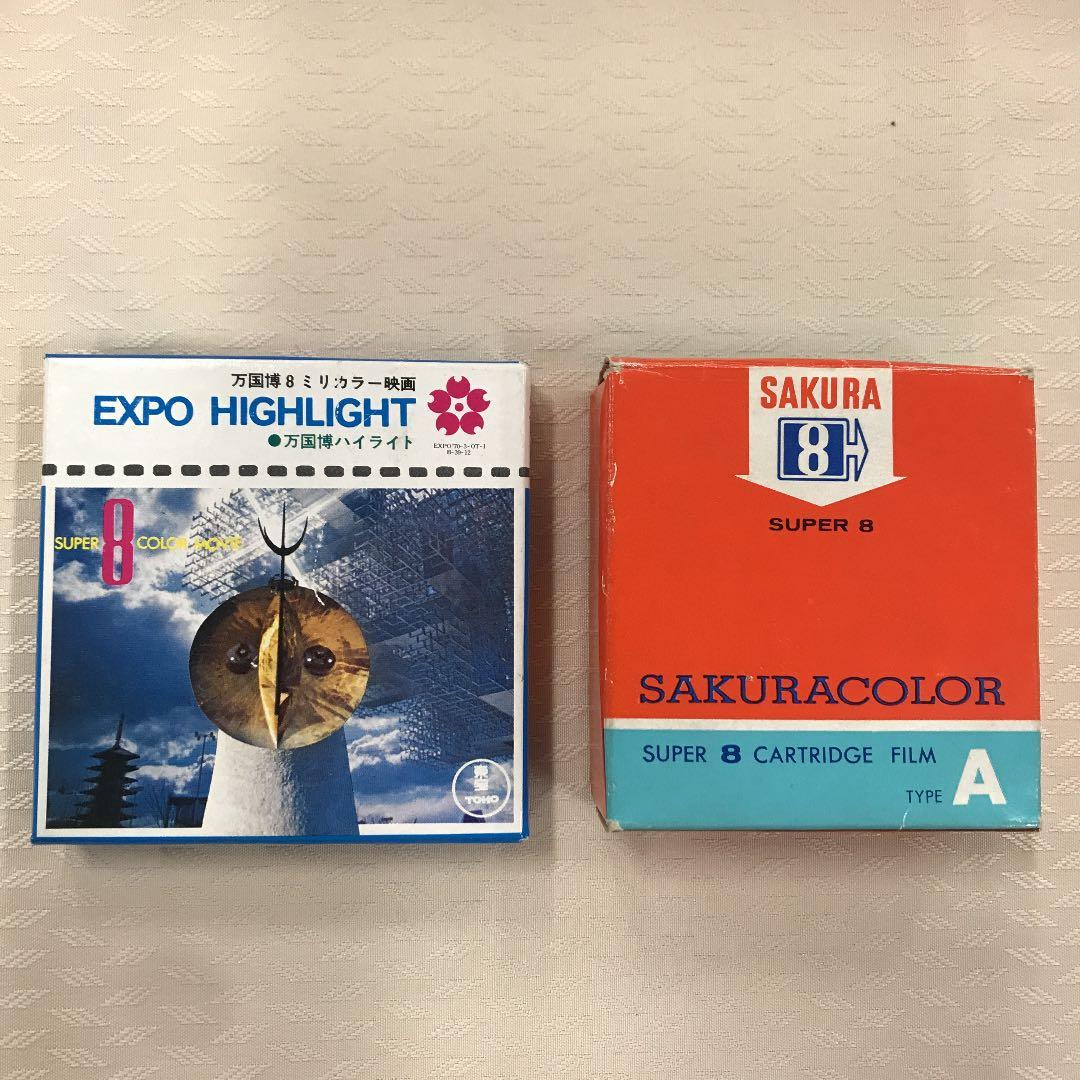 万国博8ミリカラー映画
EXPO HIGHLIGHT
●万国博ハイライト
EXPO'70-3-OT-1
SUPER 8 COLOR MOVIE
東宝
TOHO
SAKURA
8
SUPER 8
SAKURACOLOR
SUPER 8 CARTRIDGE FILM
TYPE A